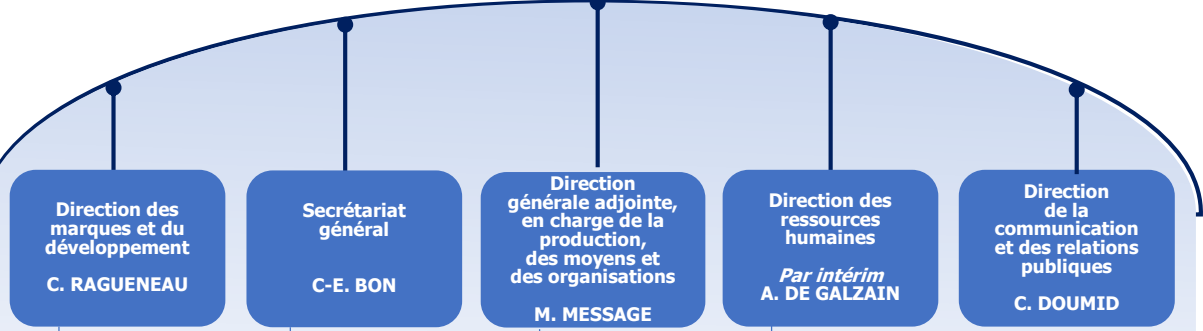 Direction des
marques et du
développement
C. RAGUENEAU
Secrétariat
général
C-E. BON
Direction
générale adjointe,
en charge de la
production,
des moyens et
des organisations
M. MESSAGE
Direction des
ressources
humaines
Par intérim
A. DE GALZAIN
Direction
de la
communication
et des relations
publiques
C. DOUMID